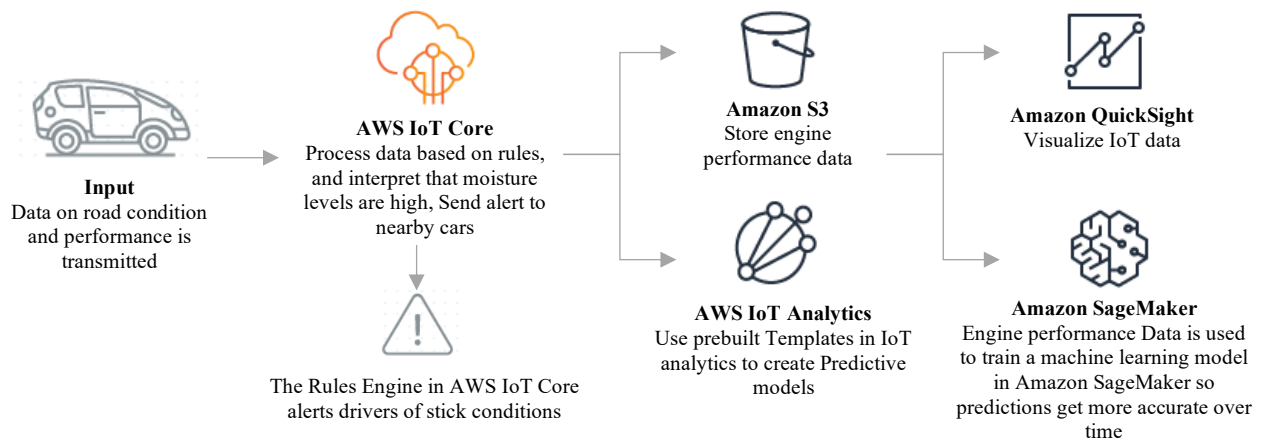 Input
Data on road condition
and performance is
transmitted
AWS IoT Core
Process data based on rules,
and interpret that moisture
levels are high, Send alert to
nearby cars
The Rules Engine in AWS IoT Core
alerts drivers of stick conditions
Amazon S3
Store engine
performance data
AWS IoT Analytics
Use prebuilt Templates in IoT
analytics to create Predictive
models
Amazon QuickSight
Visualize IoT data
Amazon SageMaker
Engine performance Data is used
to train a machine learning model
in Amazon SageMaker so
predictions get more accurate over
time